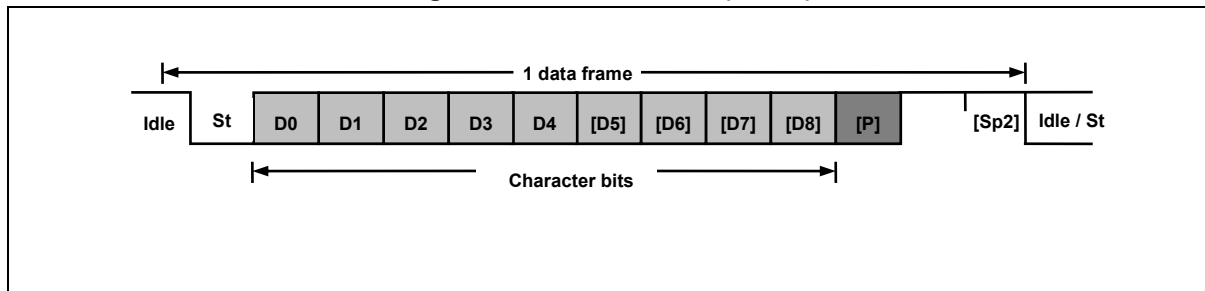 1 data frame
Idle St D0 D1 D2 D3 D4 [D5] [D6] [D7] [D8] [P] [Sp2] Idle / St
Character bits